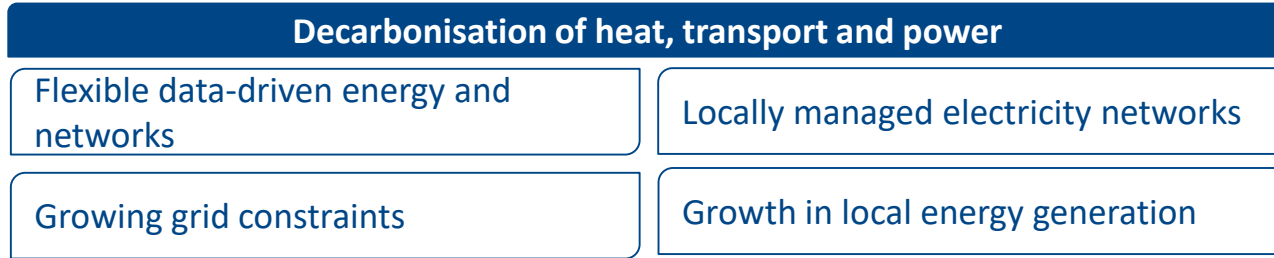 Decarbonisation of heat, transport and power
Flexible data-driven energy and
networks
Locally managed electricity networks
Growing grid constraints
Growth in local energy generation